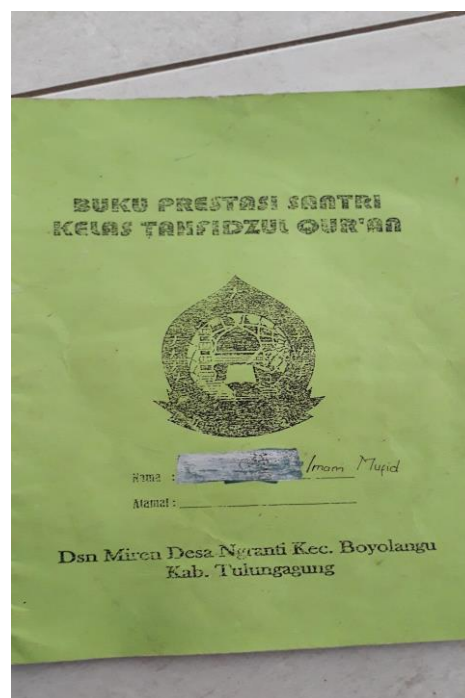 BUKU PRESTASI SANTRI
KELAS TAHFIDZUL QUR'AN
Nama : Imam Mufid
Alamat :
Dsn Miren Desa Ngranti Kec. Boyolangu
Kab. Tulungagung